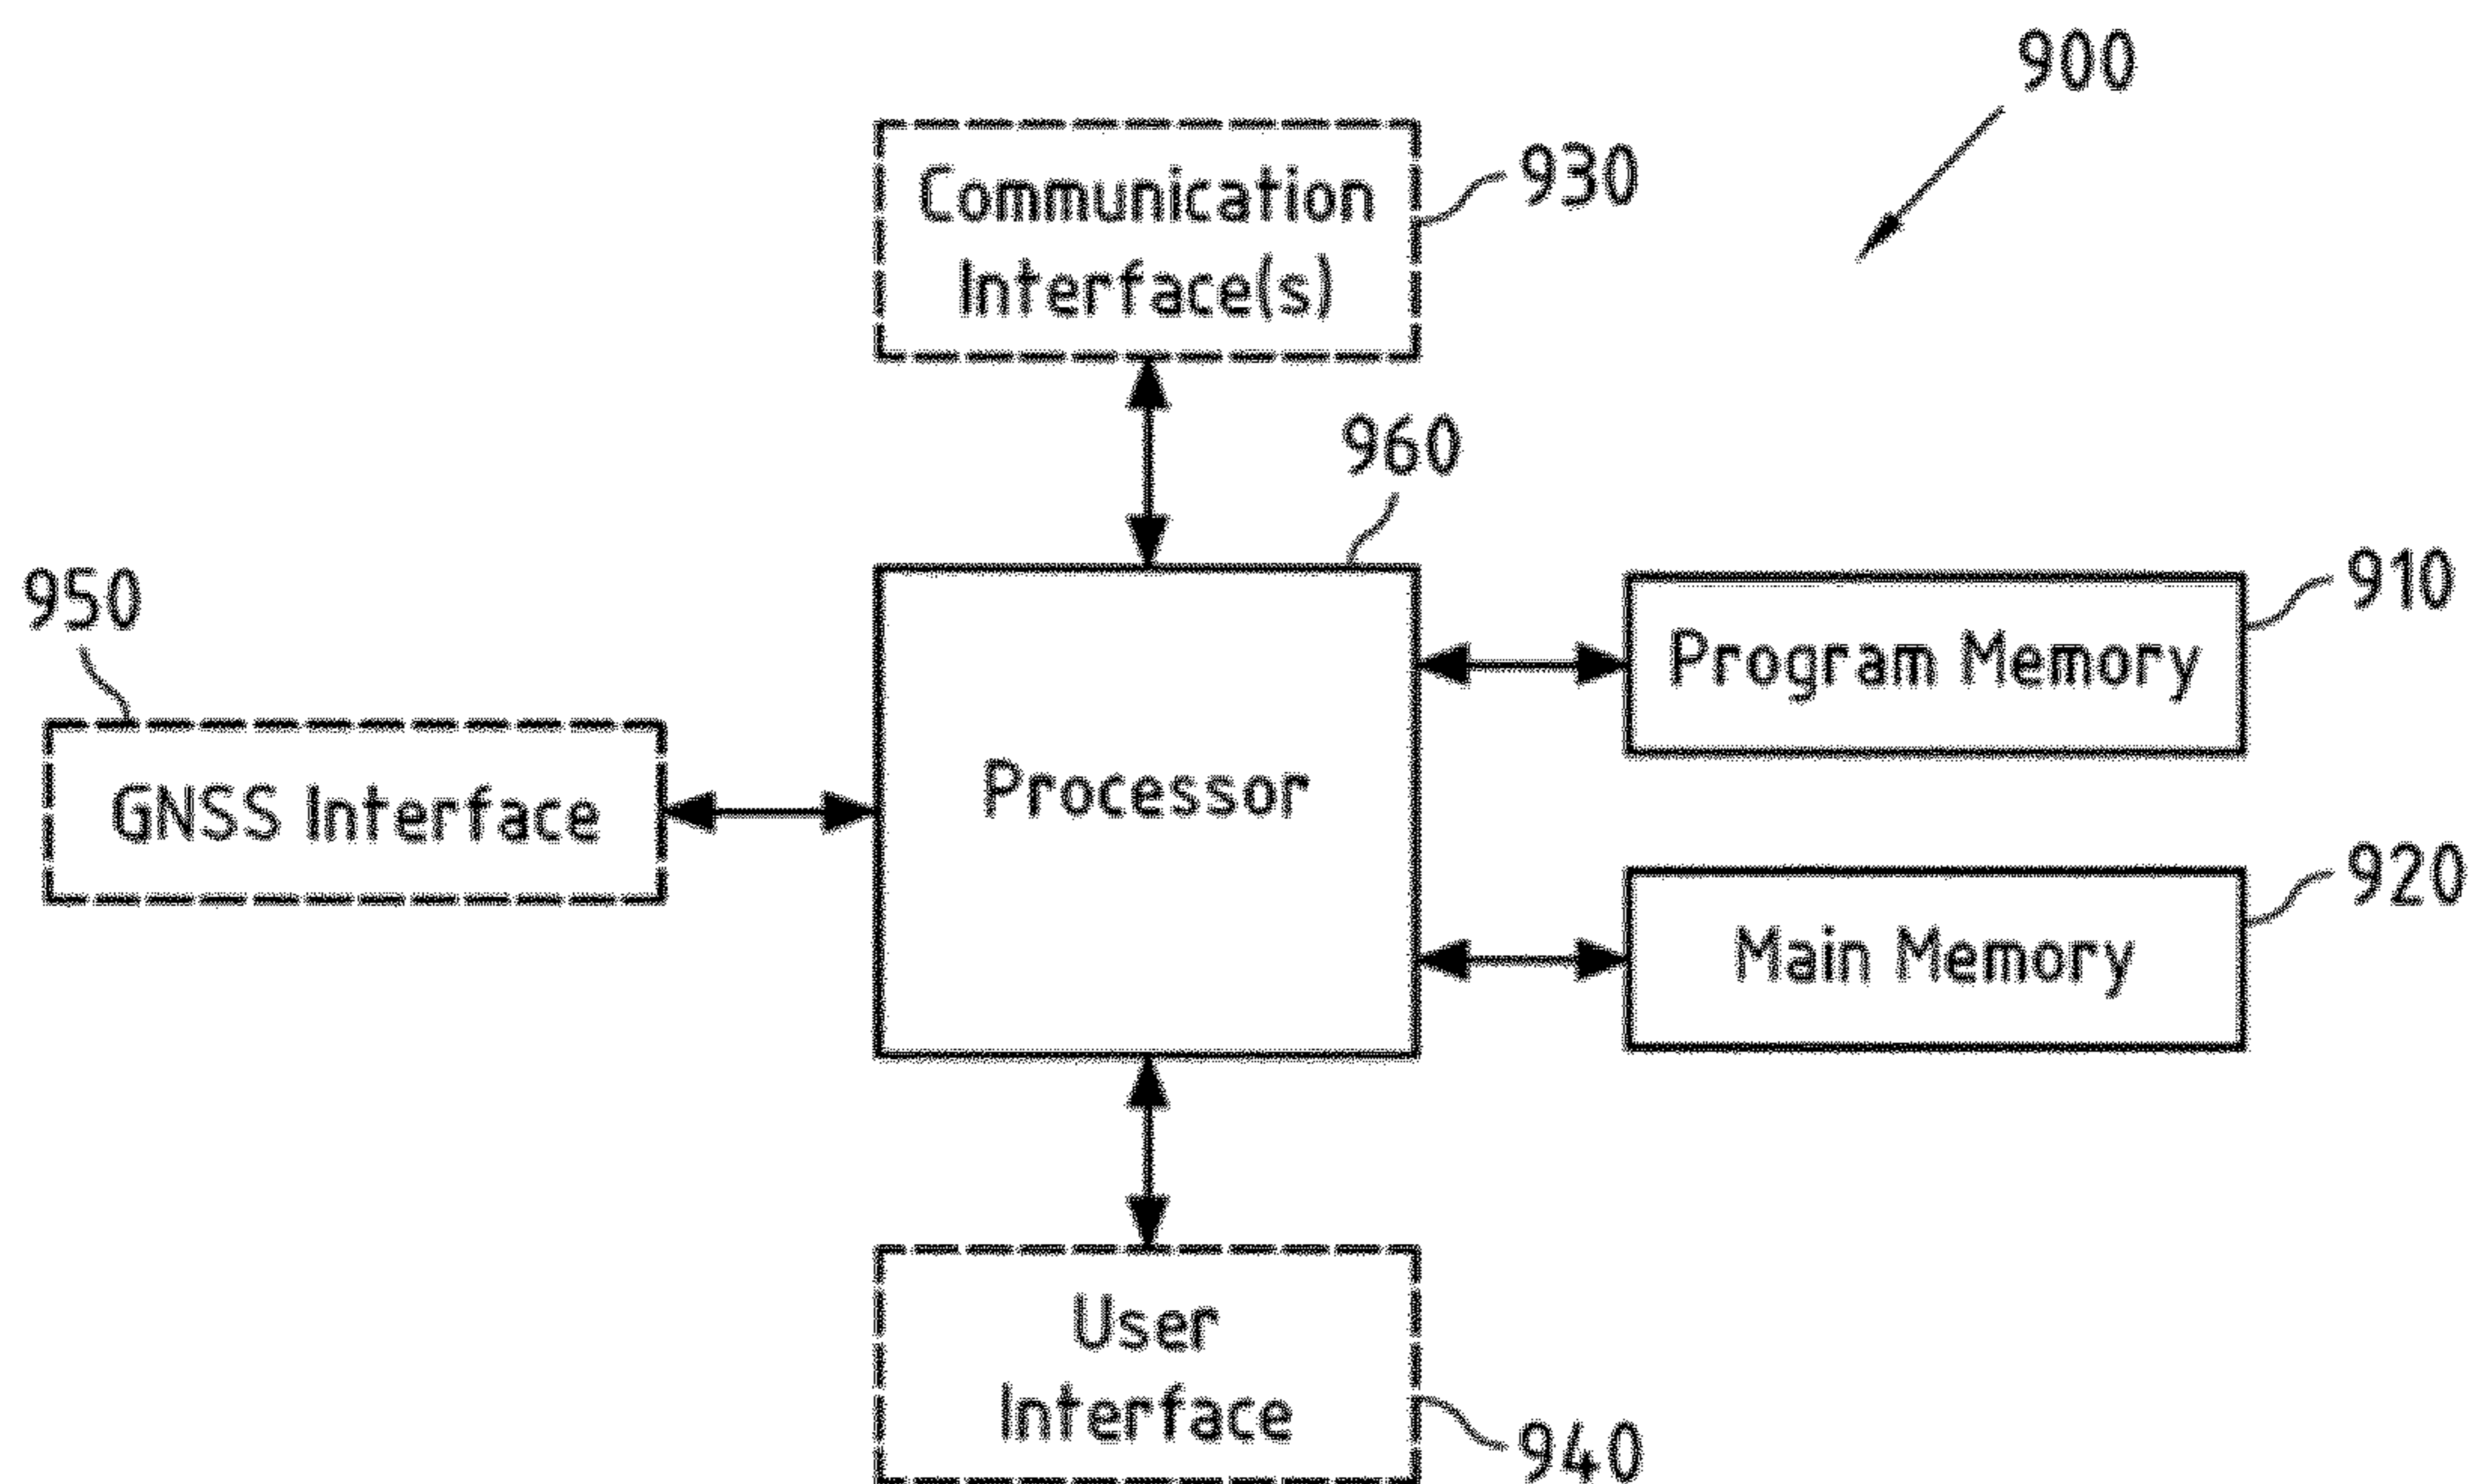 900
Communication
Interface(s)
930
960
950
910
Program Memory
Processor
GNSS Interface
920
Main Memory
User
Interface
940